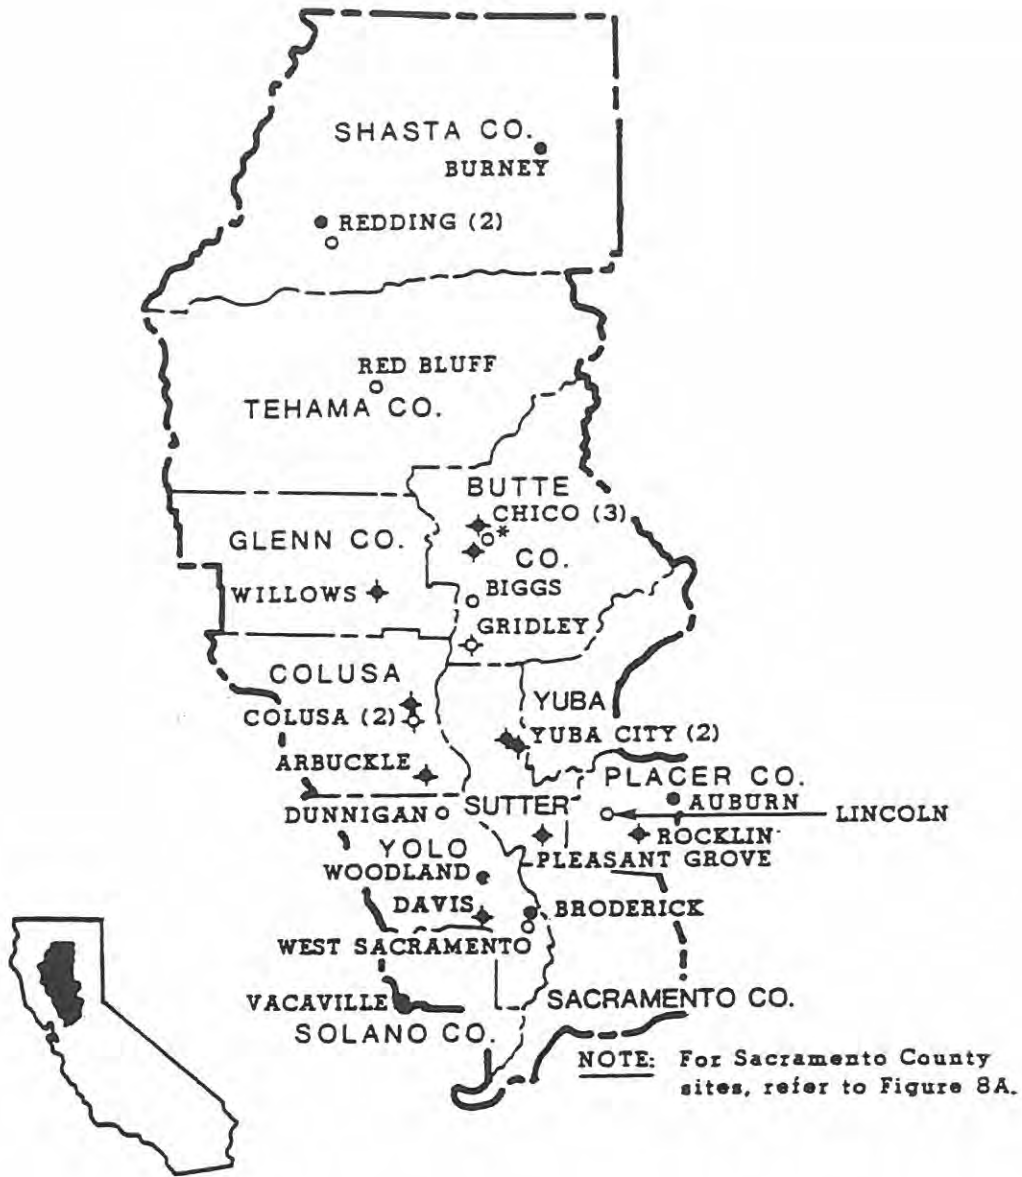 SHASTA CO.
BURNEY
REDDING (2)
RED BLUFF
TEHAMA CO.
BUTTE
CHICO (3)
*
GLENN CO.
CO.
WILLOWS
BIGGS
GRIDLEY
COLUSA
YUBA
COLUSA (2)
YUBA CITY (2)
ARBUCKLE
PLACER CO.
SUTTER
AUBURN
DUNNIGAN
LINCOLN
ROCKLIN
YOLO
PLEASANT GROVE
WOODLAND
DAVIS
BRODERICK
WEST SACRAMENTO
VACAVILLE
SACRAMENTO CO.
SOLANO CO.
NOTE: For Sacramento County
sites, refer to Figure 8A.